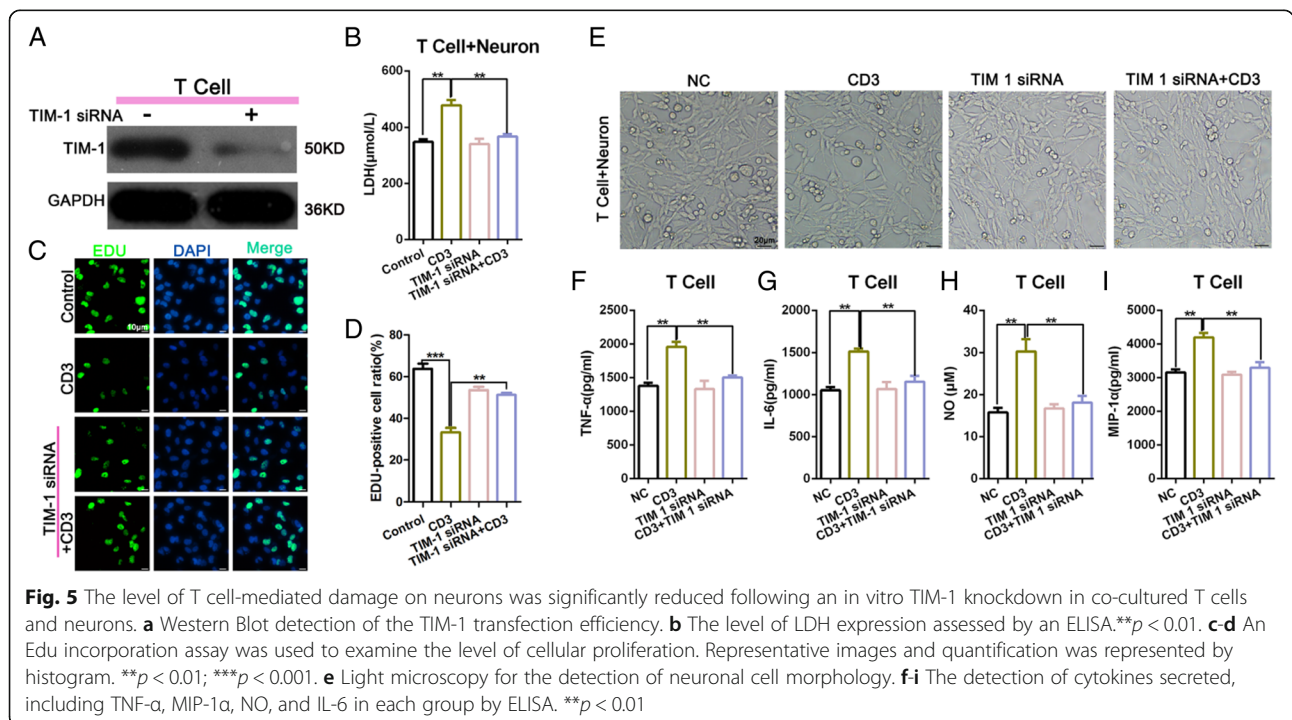 A
T Cell
TIM-1 siRNA - +
TIM-1 50KD
GAPDH 36KD
B
T Cell+Neuron
LDH(μmol/L)
600
400
200
0
** **
Control
CD3
TIM-1 siRNA
TIM-1 siRNA+CD3
C
EDU DAPI Merge
Control
10μm
CD3
TIM-1 siRNA
+CD3
D
EDU-positive cell ratio(%)
80
60
40
20
0
***
**
Control
CD3
TIM-1 siRNA
TIM-1 siRNA+CD3
E
NC CD3 TIM 1 siRNA TIM 1 siRNA+CD3
T Cell+Neuron
20μm
F
T Cell
TNF-α(pg/ml)
2500
2000
1500
1000
500
0
** **
NC
CD3
TIM 1 siRNA
CD3+TIM 1 siRNA
G
T Cell
IL-6(pg/ml)
2000
1500
1000
500
0
** **
NC
CD3
TIM-1 siRNA
CD3+TIM-1 siRNA
H
T Cell
NO (μM)
40
30
20
10
0
** **
NC
CD3
TIM 1 siRNA
CD3+TIM 1 siRNA
I
T Cell
MIP-1α(pg/ml)
5000
4000
3000
2000
1000
0
** **
NC
CD3
TIM 1 siRNA
CD3+TIM 1 siRNA
Fig. 5 The level of T cell-mediated damage on neurons was significantly reduced following an in vitro TIM-1 knockdown in co-cultured T cells
and neurons. a Western Blot detection of the TIM-1 transfection efficiency. b The level of LDH expression assessed by an ELISA.**p < 0.01. c-d An
Edu incorporation assay was used to examine the level of cellular proliferation. Representative images and quantification was represented by
histogram. **p < 0.01; ***p < 0.001. e Light microscopy for the detection of neuronal cell morphology. f-i The detection of cytokines secreted,
including TNF-α, MIP-1α, NO, and IL-6 in each group by ELISA. **p < 0.01